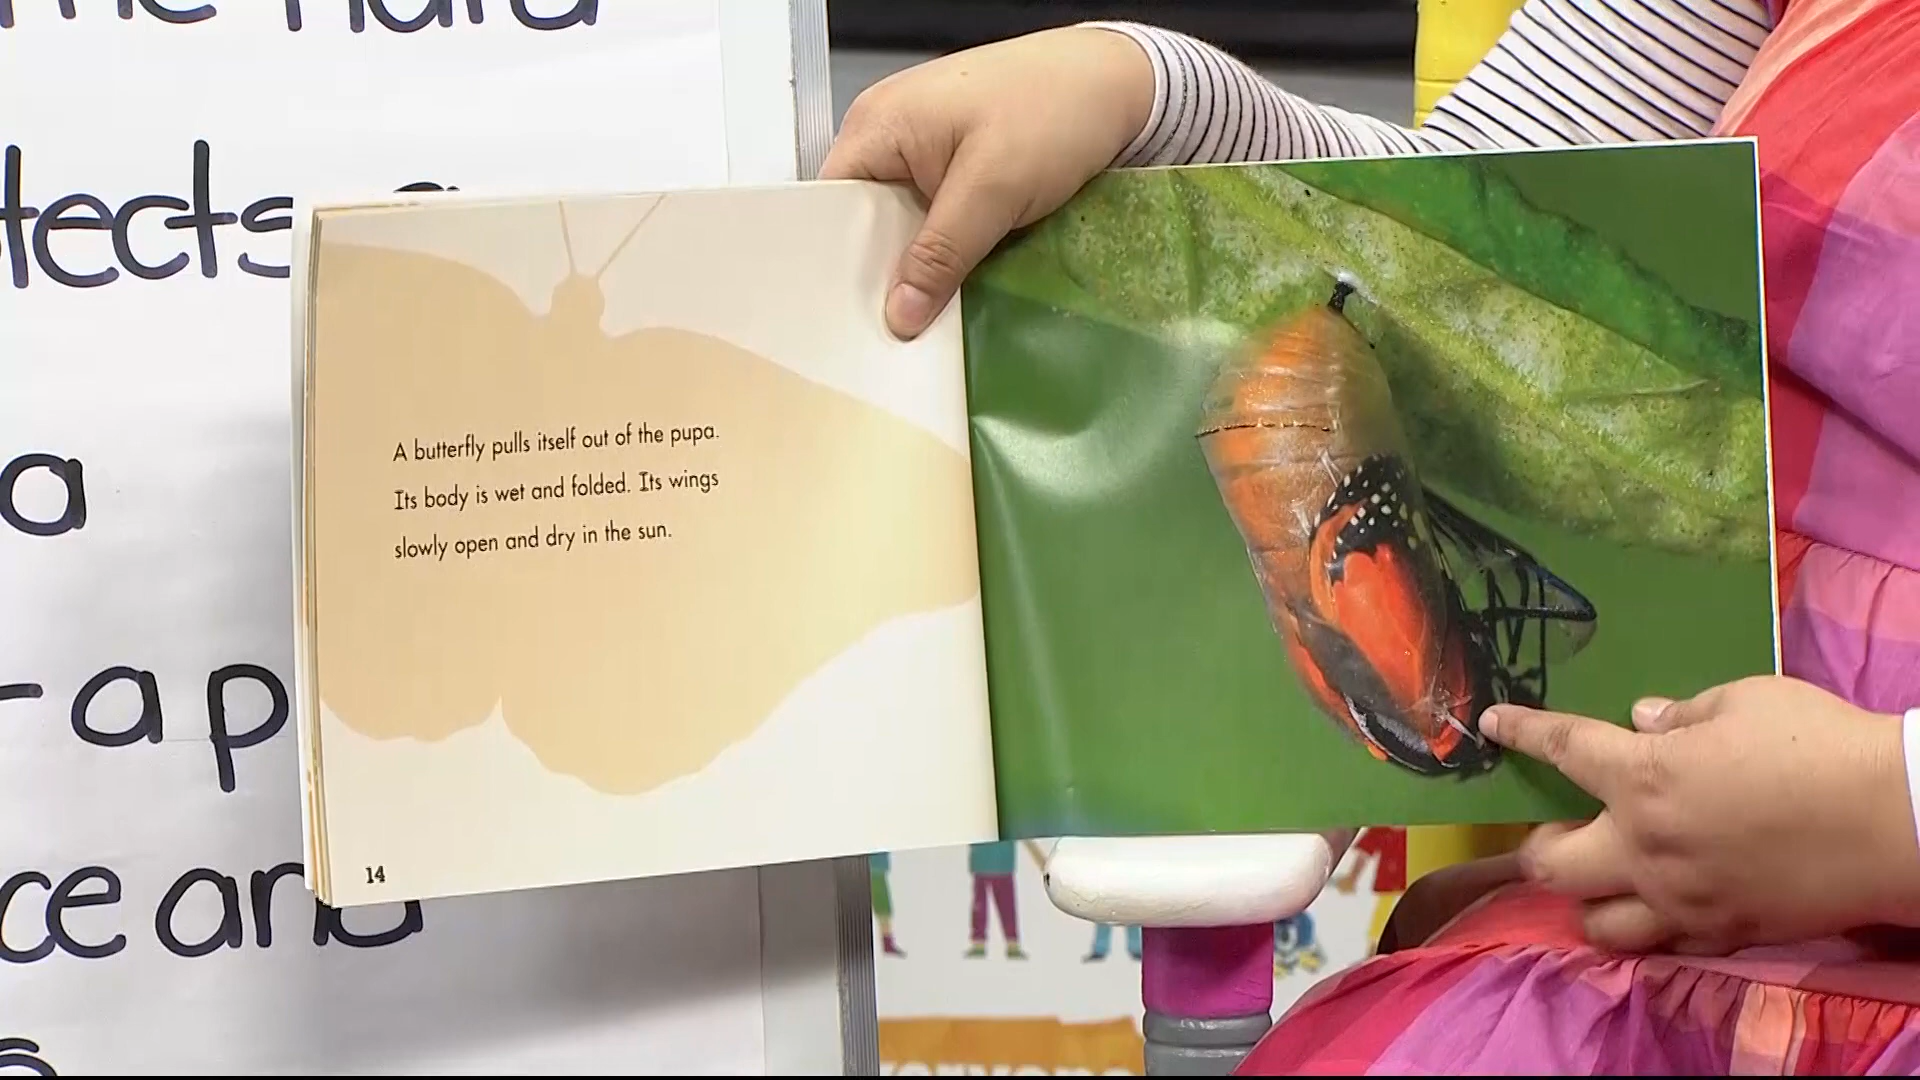 tects
a
- a p
ce and
A butterfly pulls itself out of the pupa.
Its body is wet and folded. Its wings
slowly open and dry in the sun.
14